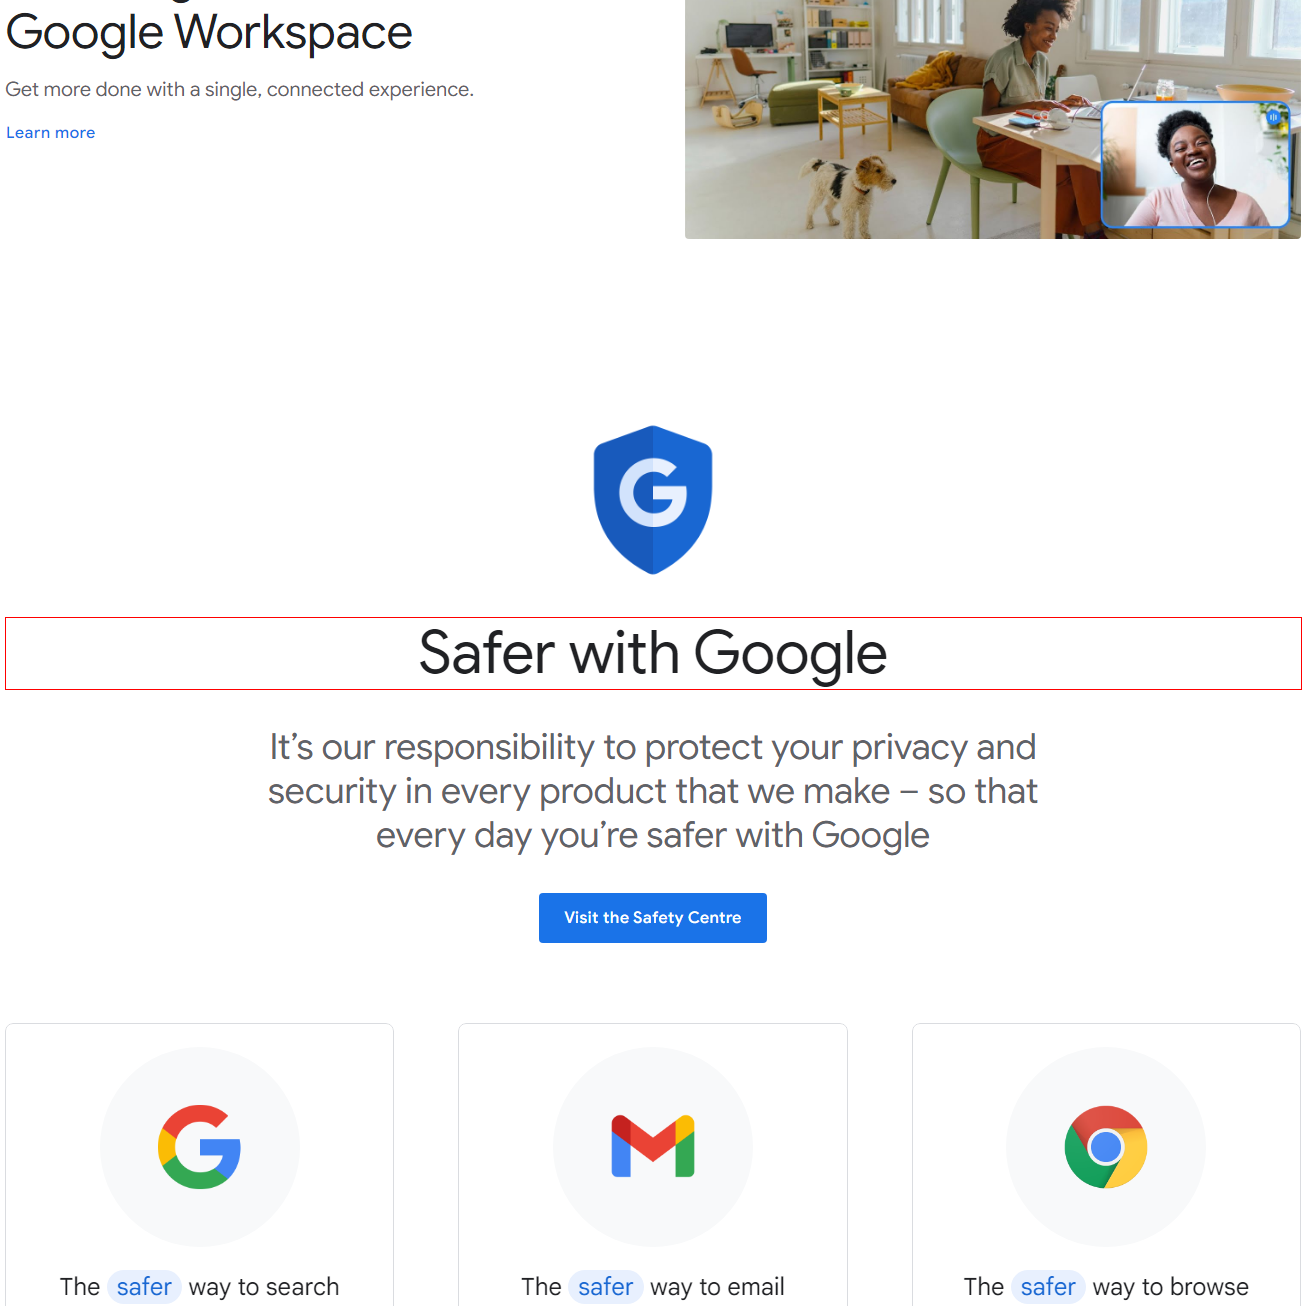 Google Workspace
Get more done with a single, connected experience.
Learn more
G
Safer with Google
It’s our responsibility to protect your privacy and
security in every product that we make – so that
every day you’re safer with Google
Visit the Safety Centre
The safer way to search
The safer way to email
The safer way to browse